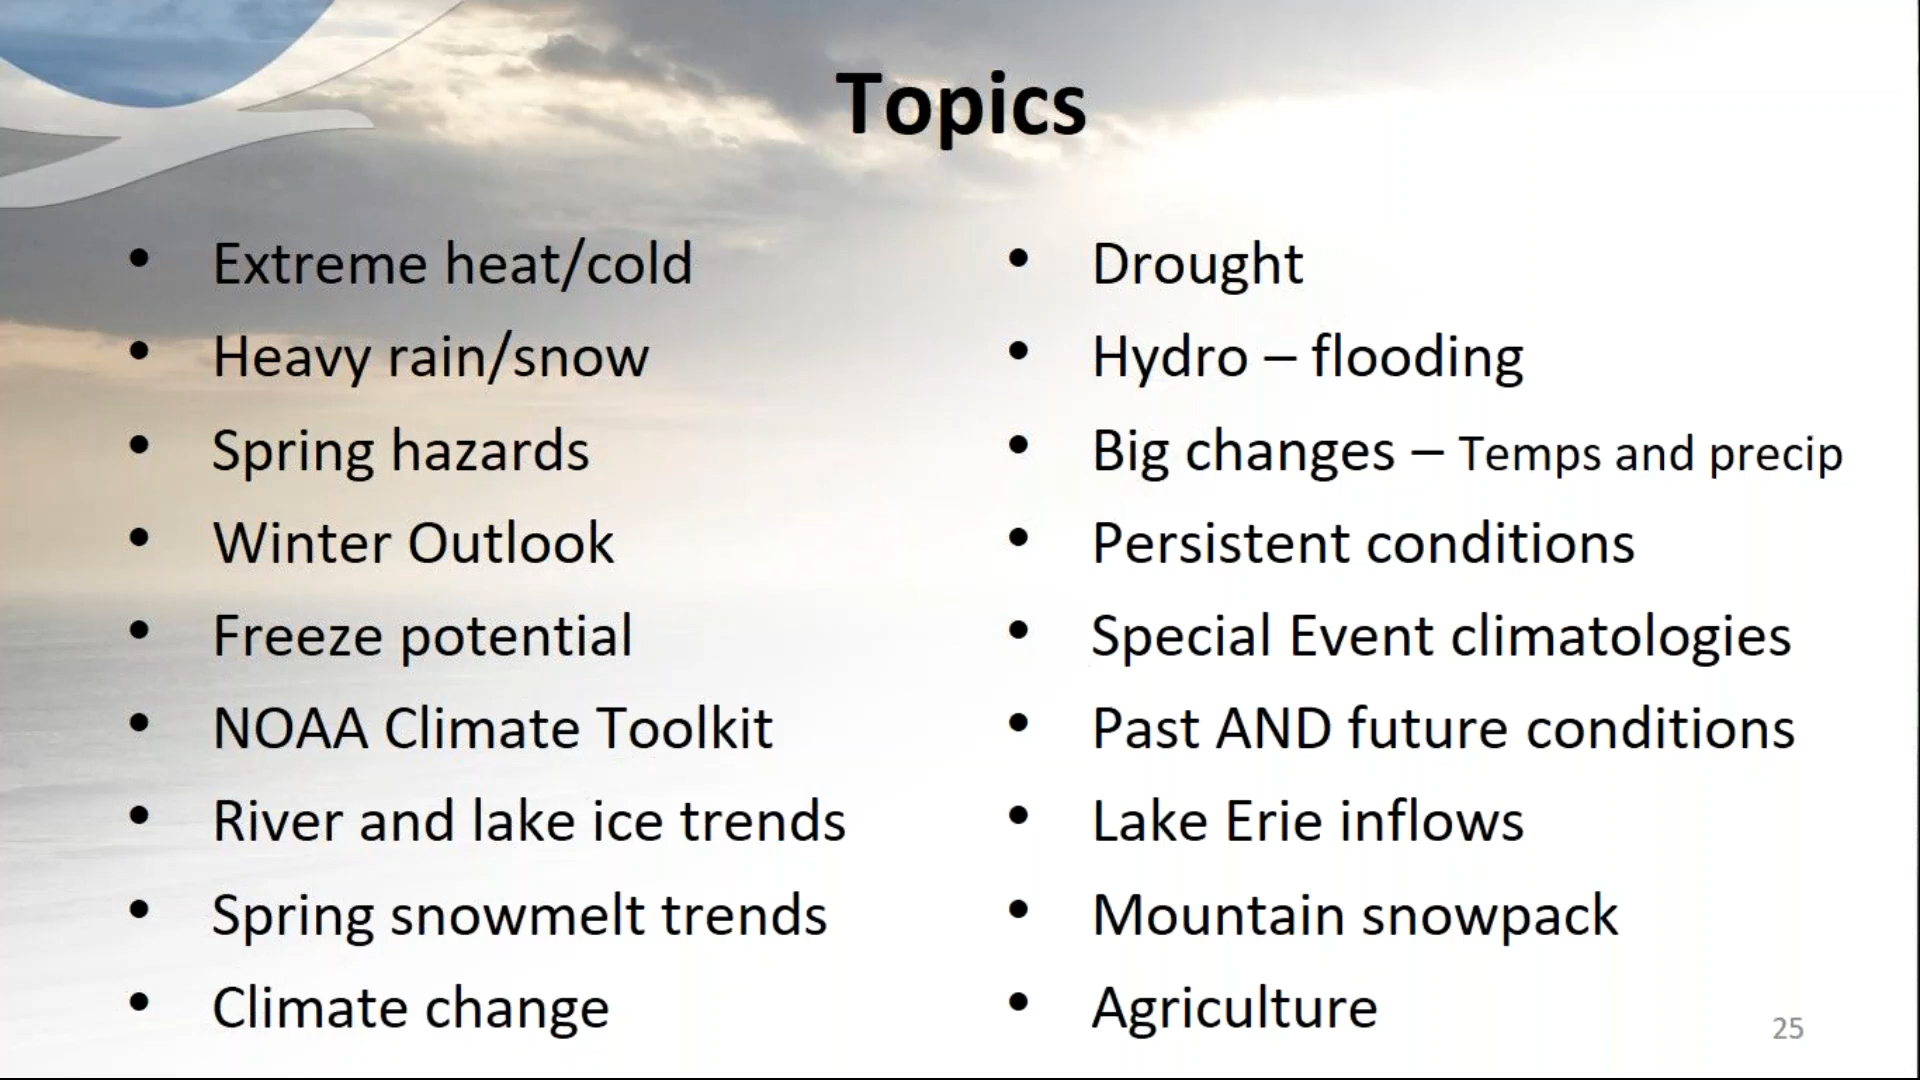 Topics
• Extreme heat/cold
• Heavy rain/snow
• Spring hazards
• Winter Outlook
• Freeze potential
• NOAA Climate Toolkit
• River and lake ice trends
• Spring snowmelt trends
• Climate change
• Drought
• Hydro – flooding
• Big changes – Temps and precip
• Persistent conditions
• Special Event climatologies
• Past AND future conditions
• Lake Erie inflows
• Mountain snowpack
• Agriculture
25